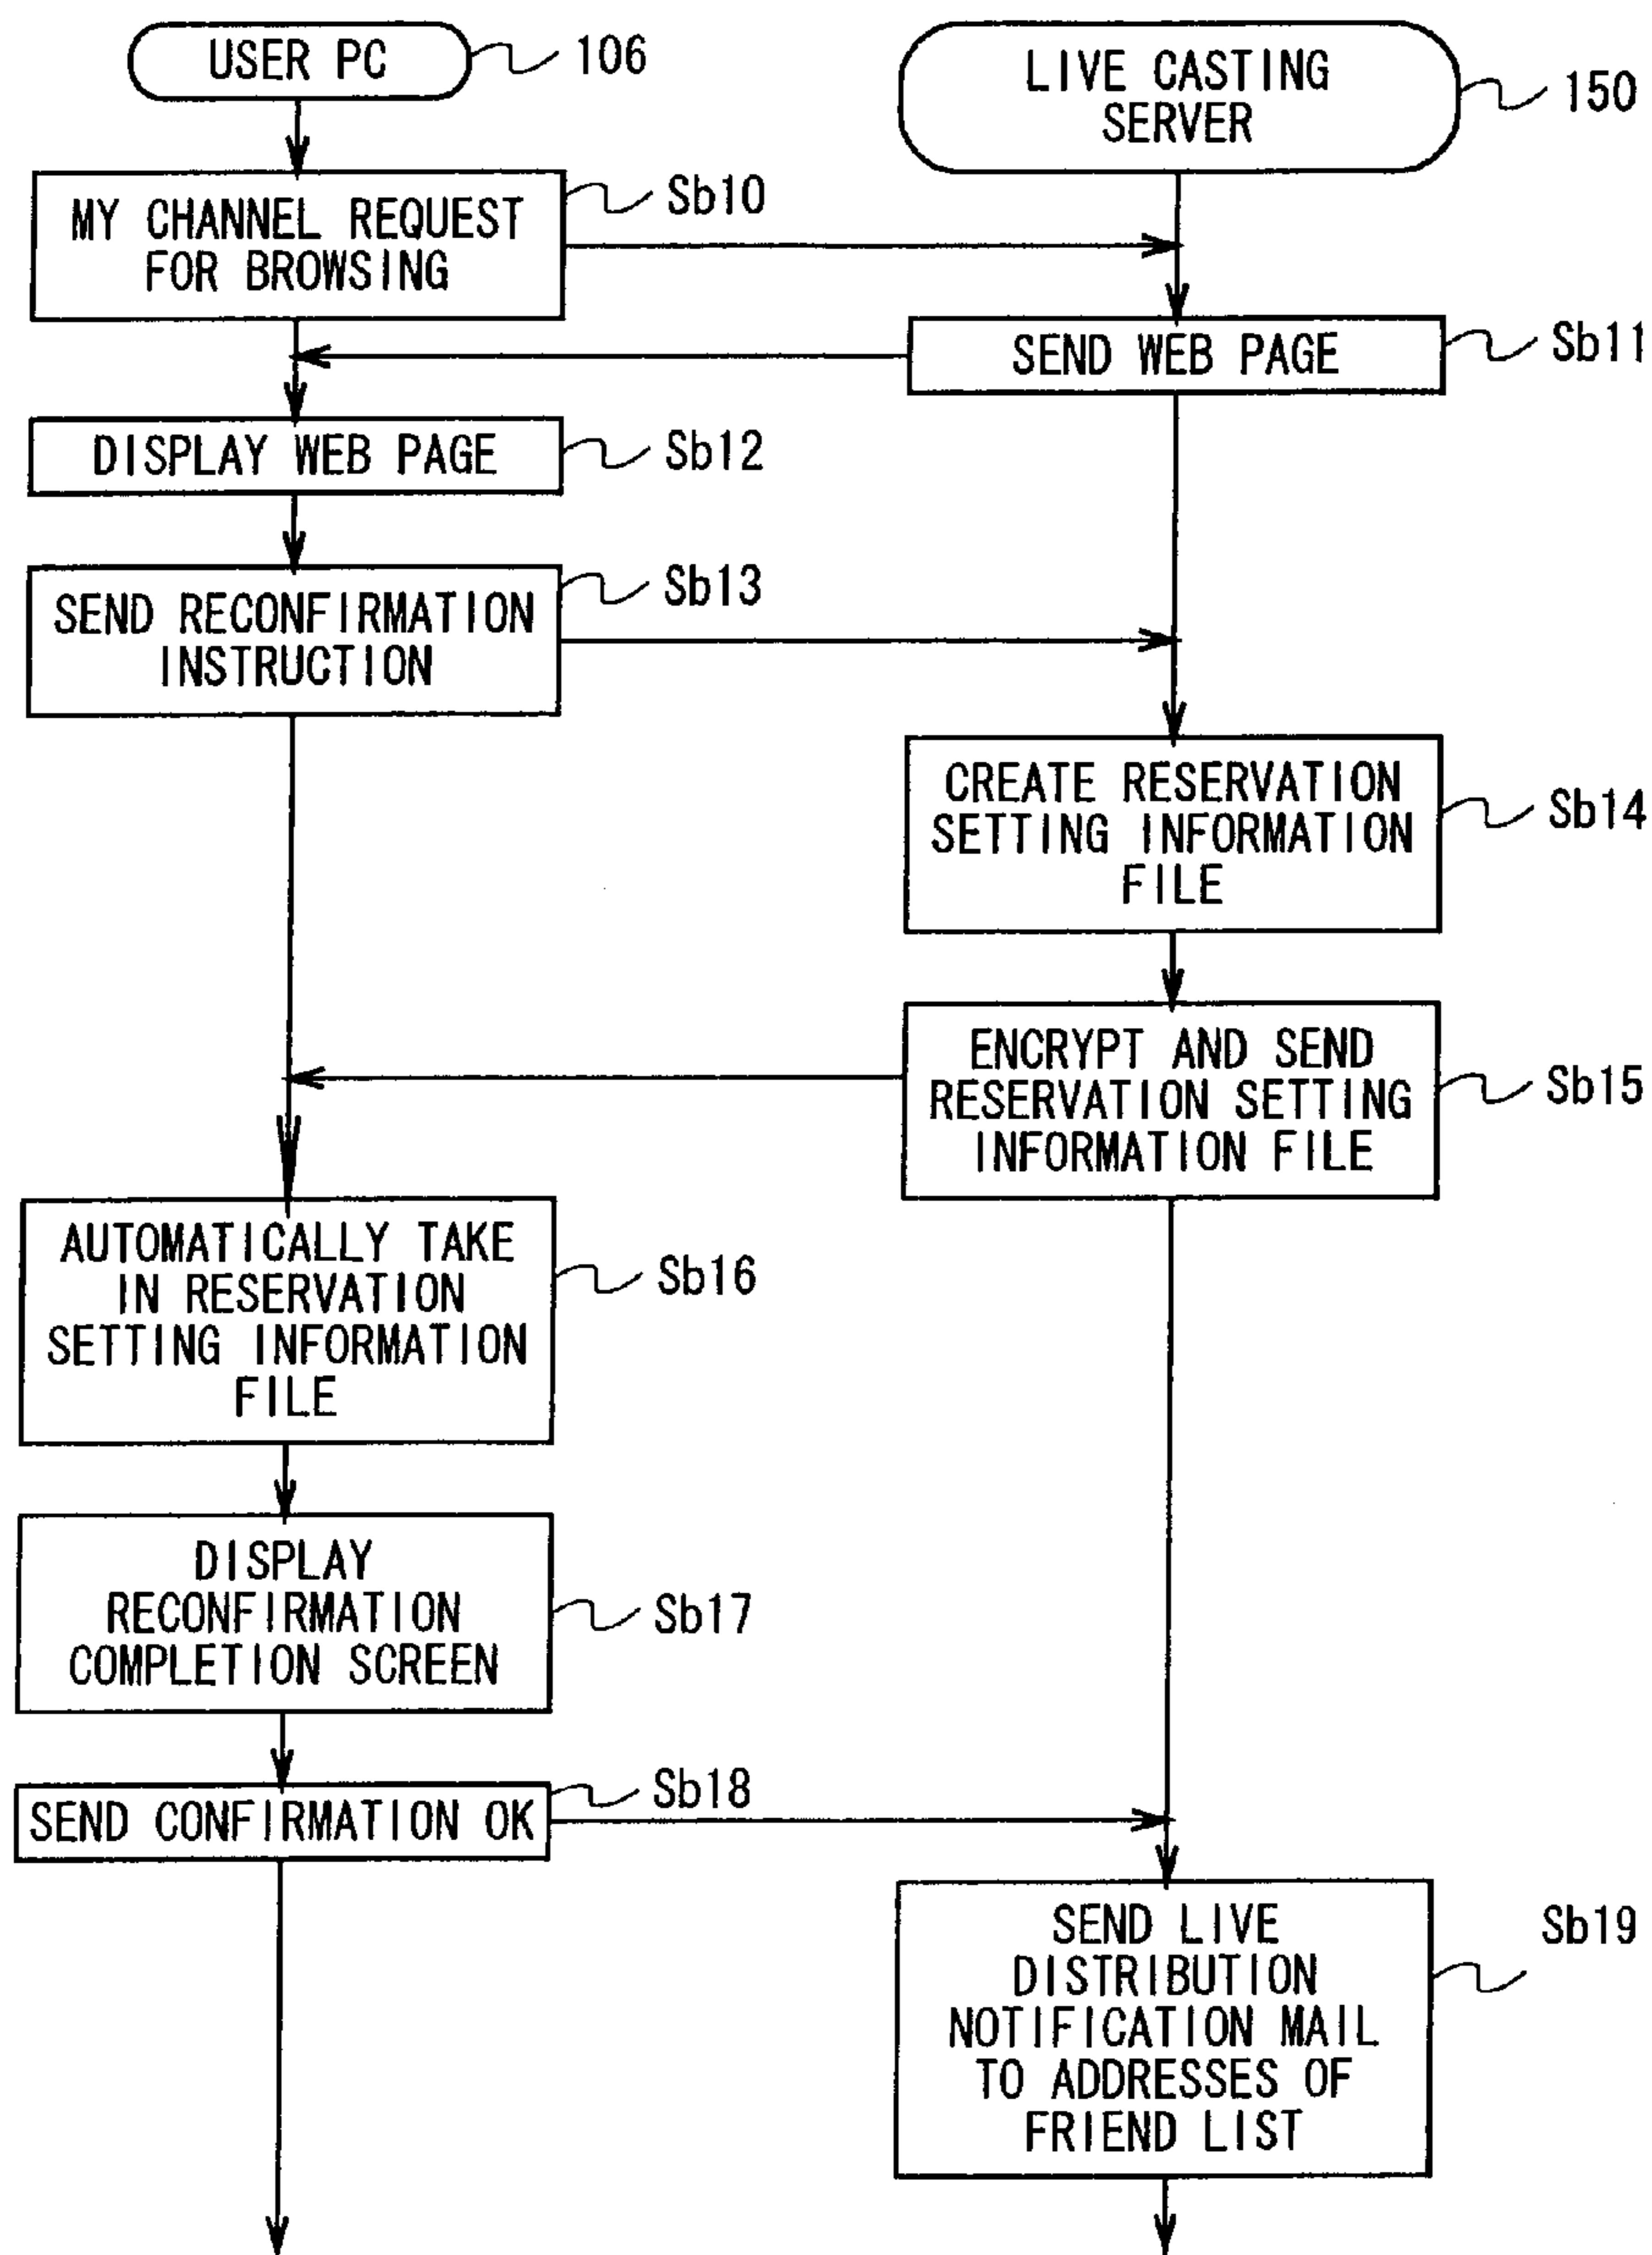 USER PC
106
LIVE CASTING
SERVER
150
MY CHANNEL REQUEST
FOR BROWSING
Sb10
SEND WEB PAGE
Sb11
DISPLAY WEB PAGE
Sb12
SEND RECONFIRMATION
INSTRUCTION
Sb13
CREATE RESERVATION
SETTING INFORMATION
FILE
Sb14
ENCRYPT AND SEND
RESERVATION SETTING
INFORMATION FILE
Sb15
AUTOMATICALLY TAKE
IN RESERVATION
SETTING INFORMATION
FILE
Sb16
DISPLAY
RECONFIRMATION
COMPLETION SCREEN
Sb17
SEND CONFIRMATION OK
Sb18
SEND LIVE
DISTRIBUTION
NOTIFICATION MAIL
TO ADDRESSES OF
FRIEND LIST
Sb19